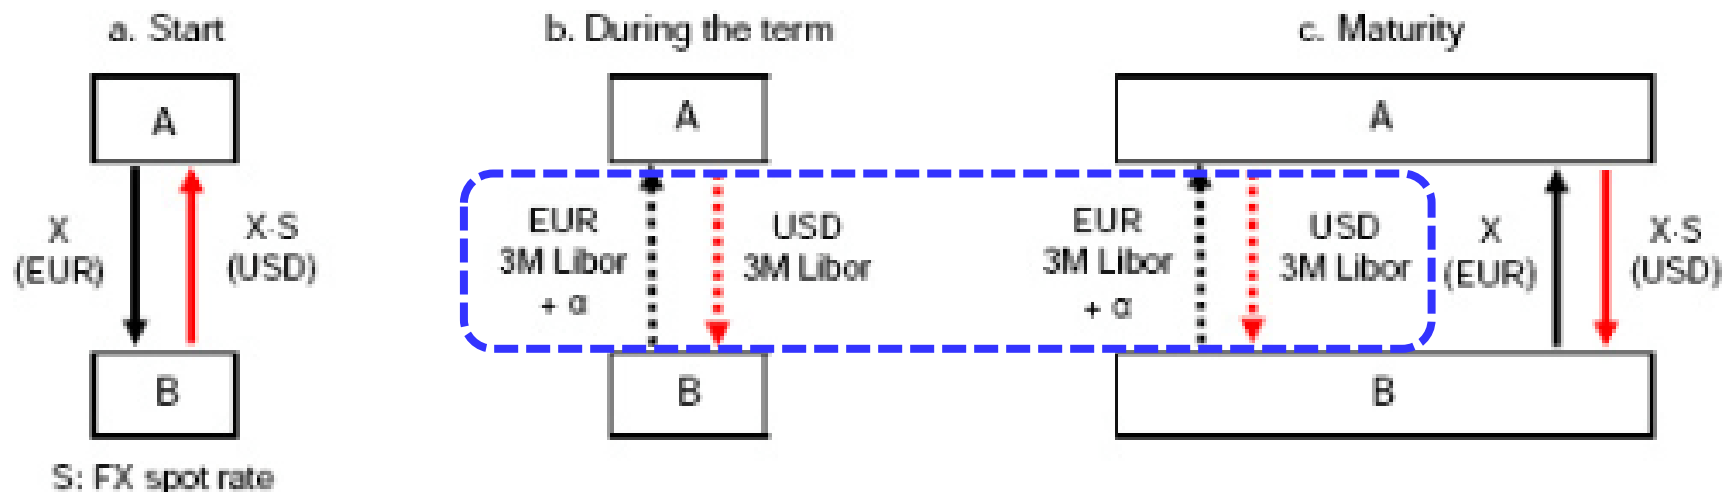 a. Start
b. During the term
c. Maturity
A
A
A
X
(EUR)
X·S
(USD)
EUR
3M Libor
+ α
USD
3M Libor
EUR
3M Libor
+ α
USD
3M Libor
X
(EUR)
X·S
(USD)
B
B
B
S: FX spot rate